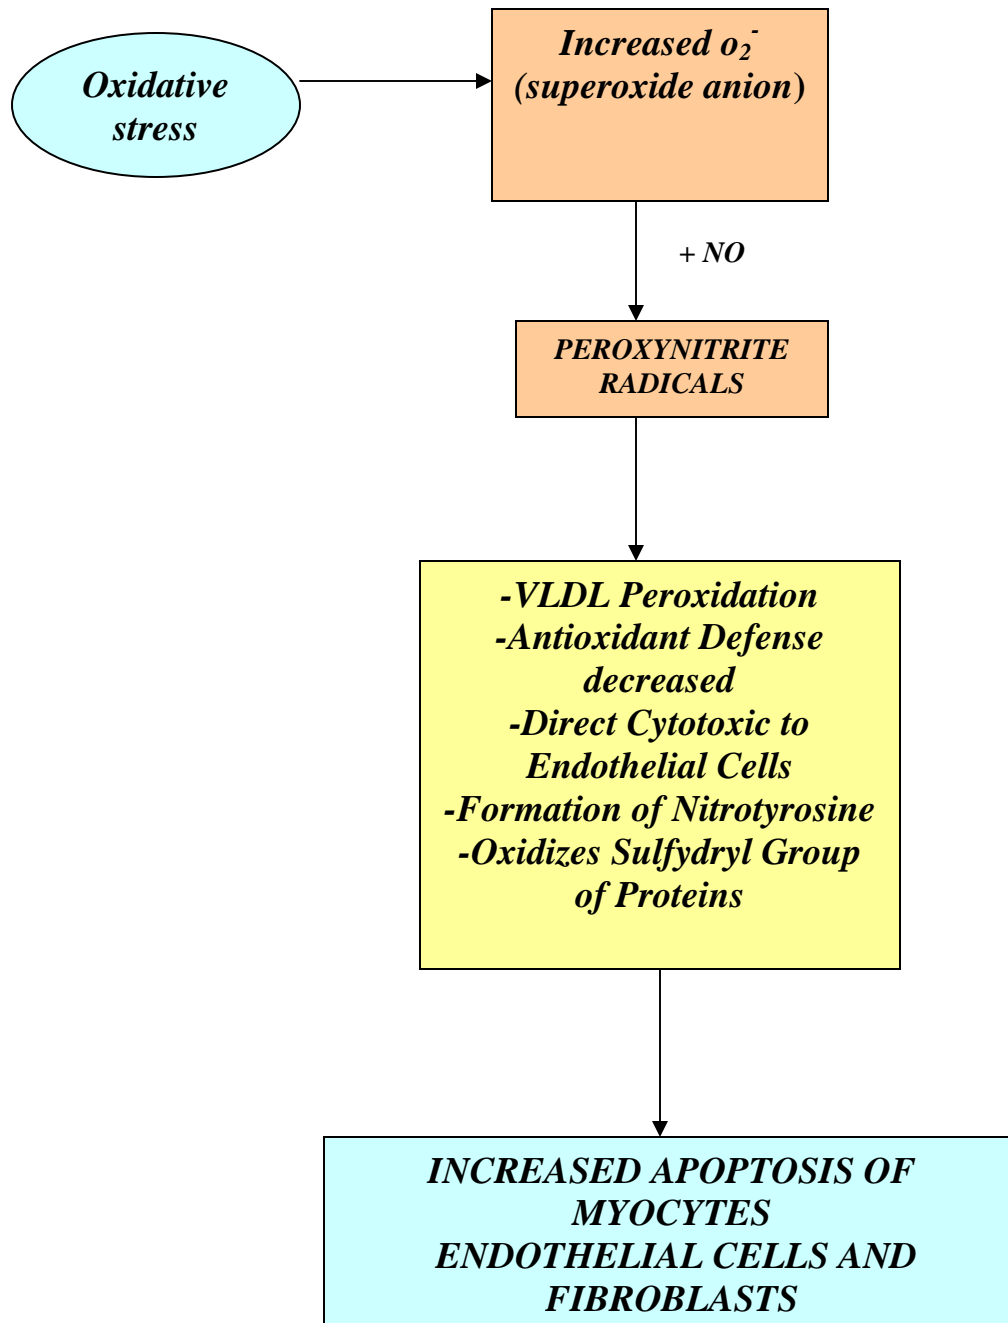 Oxidative
stress
Increased o₂⁻
(superoxide anion)
+ NO
PEROXYNITRITE
RADICALS
-VLDL Peroxidation
-Antioxidant Defense
decreased
-Direct Cytotoxic to
Endothelial Cells
-Formation of Nitrotyrosine
-Oxidizes Sulfydryl Group
of Proteins
INCREASED APOPTOSIS OF
MYOCYTES
ENDOTHELIAL CELLS AND
FIBROBLASTS